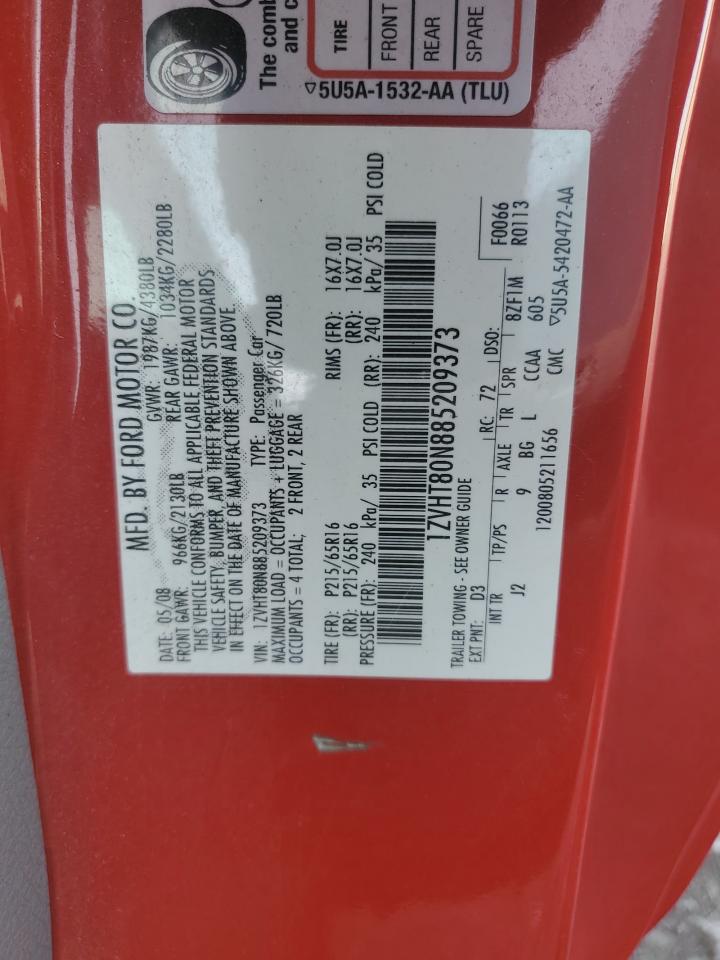 The comb
and c
TIRE
FRONT
REAR
SPARE
▽5U5A-1532-AA (TLU)
MFD. BY FORD MOTOR CO.
DATE: 05/08 GVWR: 1987KG/4380LB
FRONT GAWR: 966KG/2130LB REAR GAWR: 1034KG/2280LB
THIS VEHICLE CONFORMS TO ALL APPLICABLE FEDERAL MOTOR
VEHICLE SAFETY, BUMPER, AND THEFT PREVENTION STANDARDS
IN EFFECT ON THE DATE OF MANUFACTURE SHOWN ABOVE.
VIN: 1ZVHT80N885209373 TYPE: Passenger Car
MAXIMUM LOAD = OCCUPANTS + LUGGAGE = 326KG/720LB
OCCUPANTS = 4 TOTAL; 2 FRONT, 2 REAR
TIRE (FR): P215/65R16 RIMS (FR): 16X7.0J
(RR): P215/65R16 (RR): 16X7.0J
PRESSURE (FR): 240 kPa/ 35 PSI COLD (RR): 240 kPa/ 35 PSI COLD
1ZVHT80N885209373
TRAILER TOWING - SEE OWNER GUIDE
EXT PNT: D3 RC: 72 DSO: F0066
R0113
INT TR TP/PS R AXLE TR SPR 8ZF1M
J2 9 BG L CCAA 605
1200805211656 CMC ▽5U5A-5420472-AA